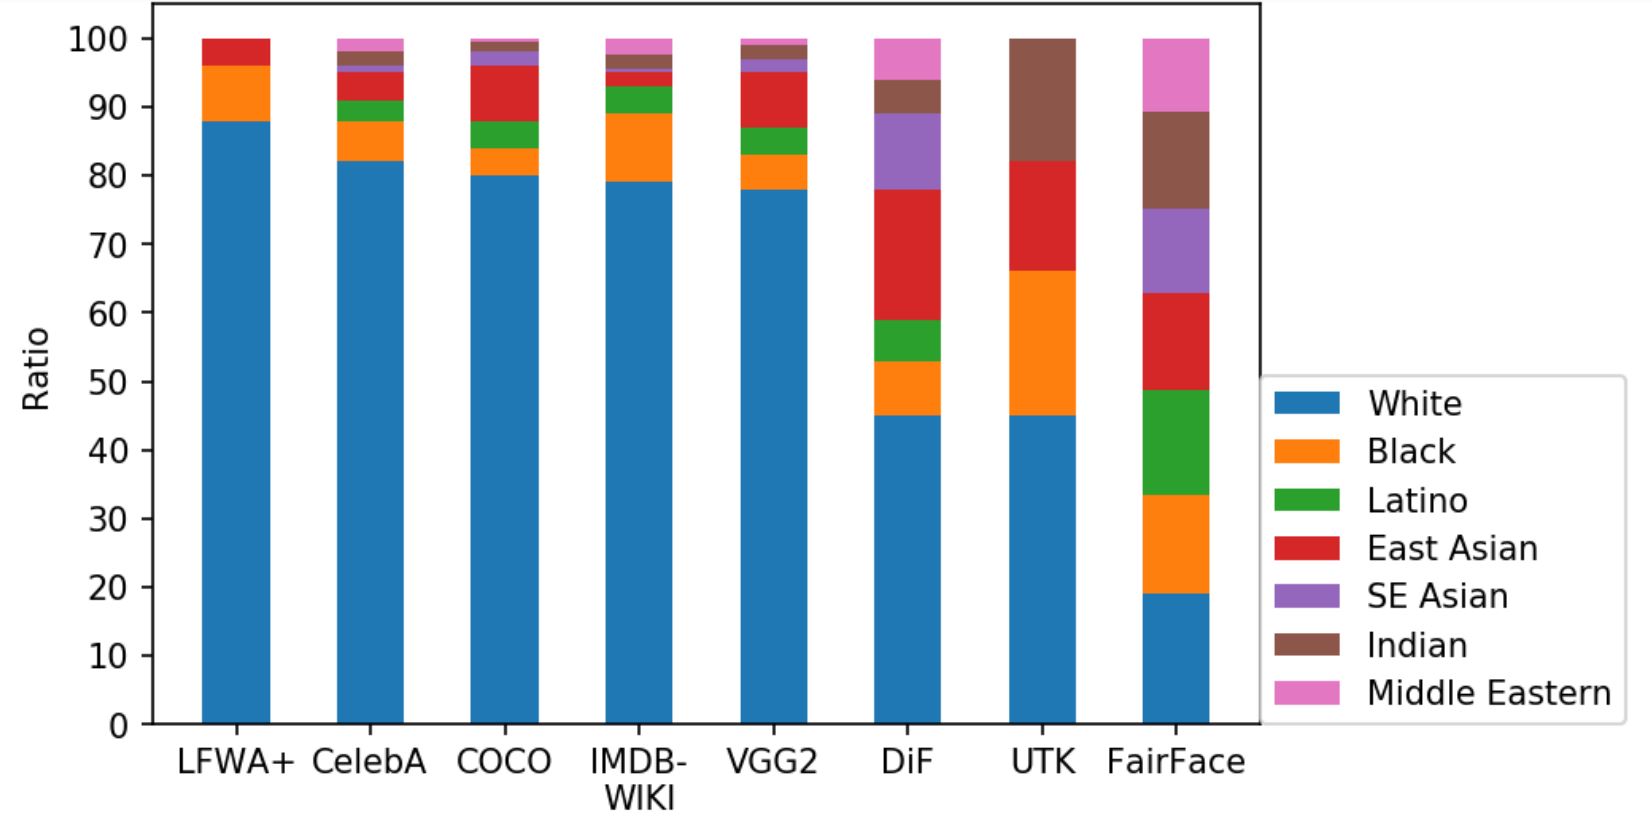 Ratio
100
90
80
70
60
50
40
30
20
10
0
LFWA+ CelebA COCO IMDB- VGG2 DiF UTK FairFace
WIKI
White
Black
Latino
East Asian
SE Asian
Indian
Middle Eastern